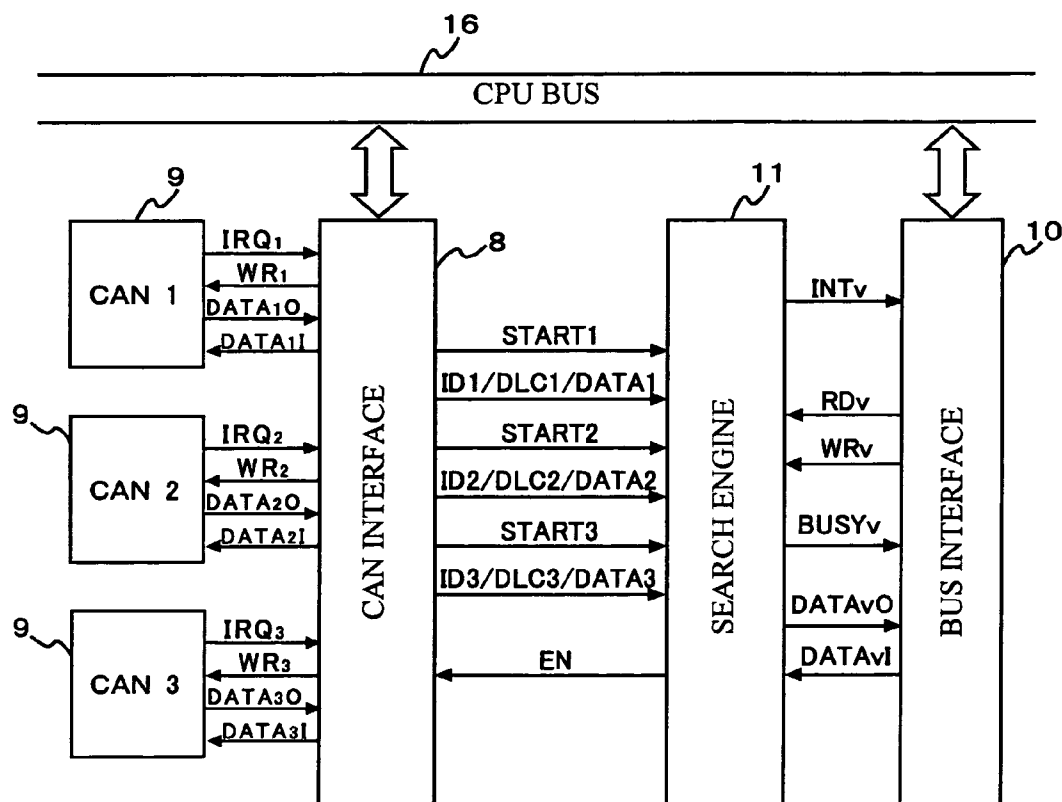 16
CPU BUS
9
CAN 1
IRQ1
WR1
DATA1O
DATA1I
9
CAN 2
IRQ2
WR2
DATA2O
DATA2I
9
CAN 3
IRQ3
WR3
DATA3O
DATA3I
8
CAN INTERFACE
START1
ID1/DLC1/DATA1
START2
ID2/DLC2/DATA2
START3
ID3/DLC3/DATA3
EN
11
SEARCH ENGINE
INTv
RDv
WRv
BUSYv
DATAvO
DATAvI
10
BUS INTERFACE